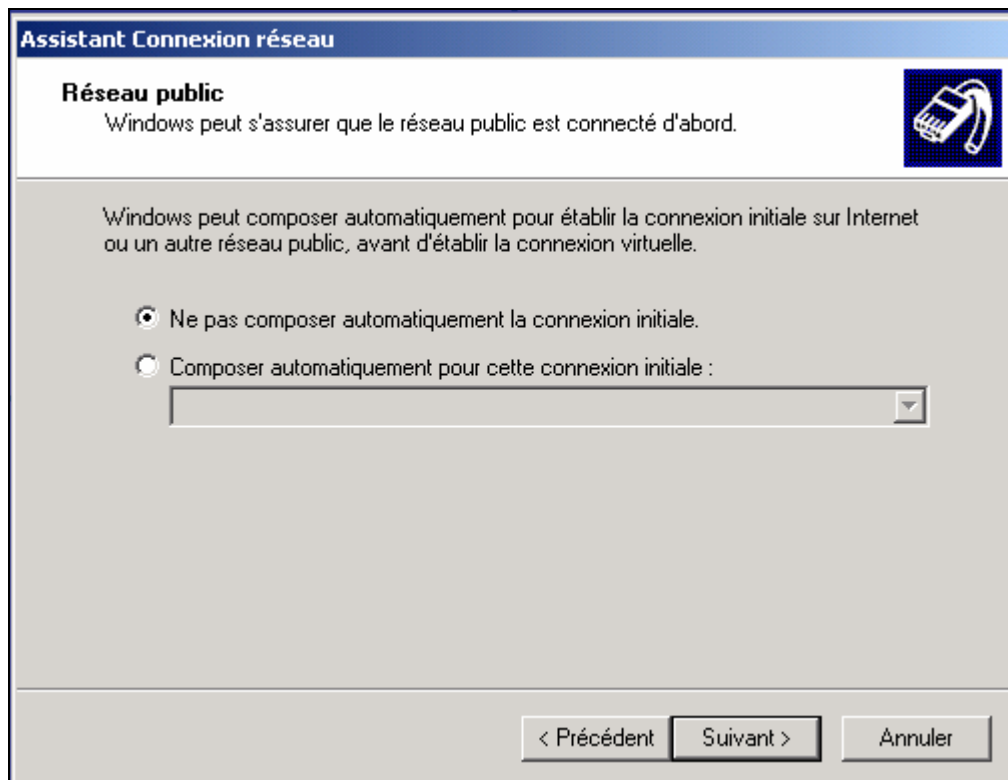 Assistant Connexion réseau
Réseau public
Windows peut s'assurer que le réseau public est connecté d'abord.
Windows peut composer automatiquement pour établir la connexion initiale sur Internet
ou un autre réseau public, avant d'établir la connexion virtuelle.
Ne pas composer automatiquement la connexion initiale.
Composer automatiquement pour cette connexion initiale :
< Précédent Suivant > Annuler